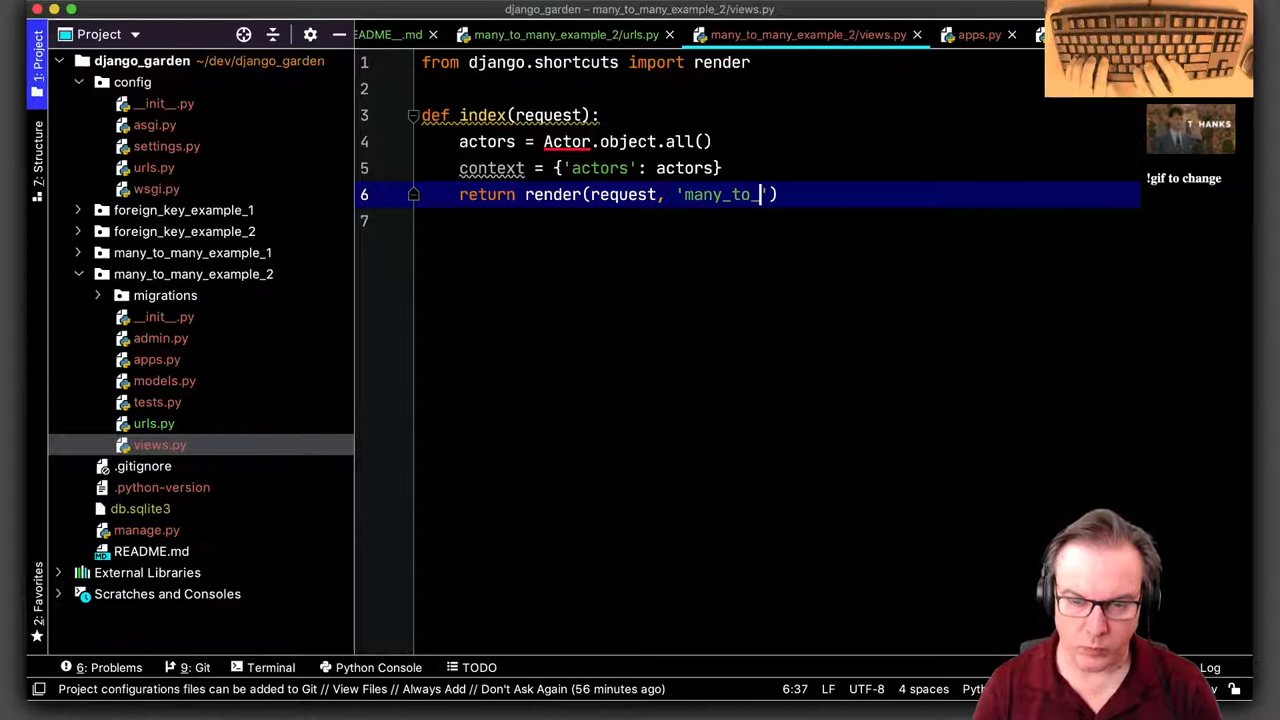 django_garden – many_to_many_example_2/views.py
1: Project
Project
README__.md
many_to_many_example_2/urls.py
many_to_many_example_2/views.py
apps.py
django_garden ~/dev/django_garden
config
__init__.py
asgi.py
settings.py
urls.py
wsgi.py
foreign_key_example_1
foreign_key_example_2
many_to_many_example_1
many_to_many_example_2
migrations
__init__.py
admin.py
apps.py
models.py
tests.py
urls.py
views.py
.gitignore
.python-version
db.sqlite3
manage.py
README.md
External Libraries
Scratches and Consoles
7: Structure
2: Favorites
1 from django.shortcuts import render
2
3 def index(request):
4 actors = Actor.object.all()
5 context = {'actors': actors}
6 return render(request, 'many_to_')
7
T. HANKS
!gif to change
6: Problems
9: Git
Terminal
Python Console
TODO
Log
Project configurations files can be added to Git // View Files // Always Add // Don't Ask Again (56 minutes ago)
6:37 LF UTF-8 4 spaces